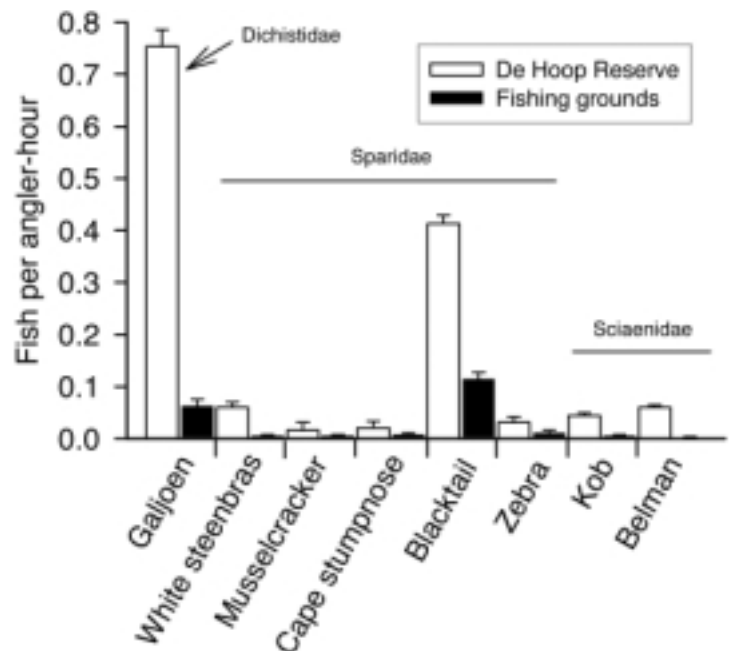 Fish per angler-hour
0.8
0.7
0.6
0.5
0.4
0.3
0.2
0.1
0.0
Dichistidae
De Hoop Reserve
Fishing grounds
Sparidae
Sciaenidae
Galjoen
White steenbras
Musselcracker
Cape stumpnose
Blacktail
Zebra
Kob
Belman